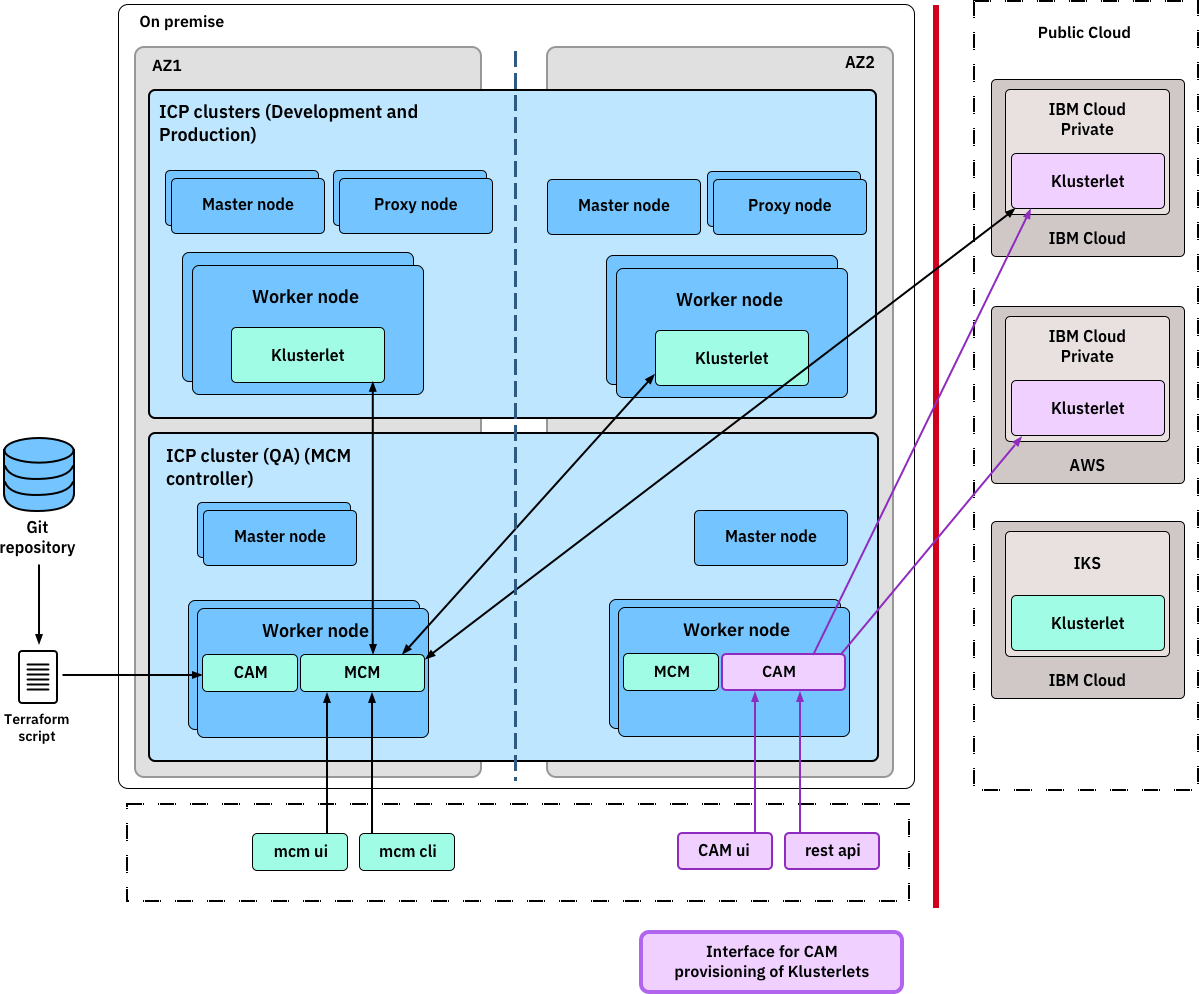 On premise
AZ1
AZ2
ICP clusters (Development and
Production)
Master node
Proxy node
Master node
Proxy node
Worker node
Klusterlet
Worker node
Klusterlet
ICP cluster (QA) (MCM
controller)
Master node
Master node
Worker node
CAM
MCM
Worker node
MCM
CAM
Git
repository
Terraform
script
mcm ui
mcm cli
CAM ui
rest api
Interface for CAM
provisioning of Klusterlets
Public Cloud
IBM Cloud
Private
Klusterlet
IBM Cloud
IBM Cloud
Private
Klusterlet
AWS
IKS
Klusterlet
IBM Cloud